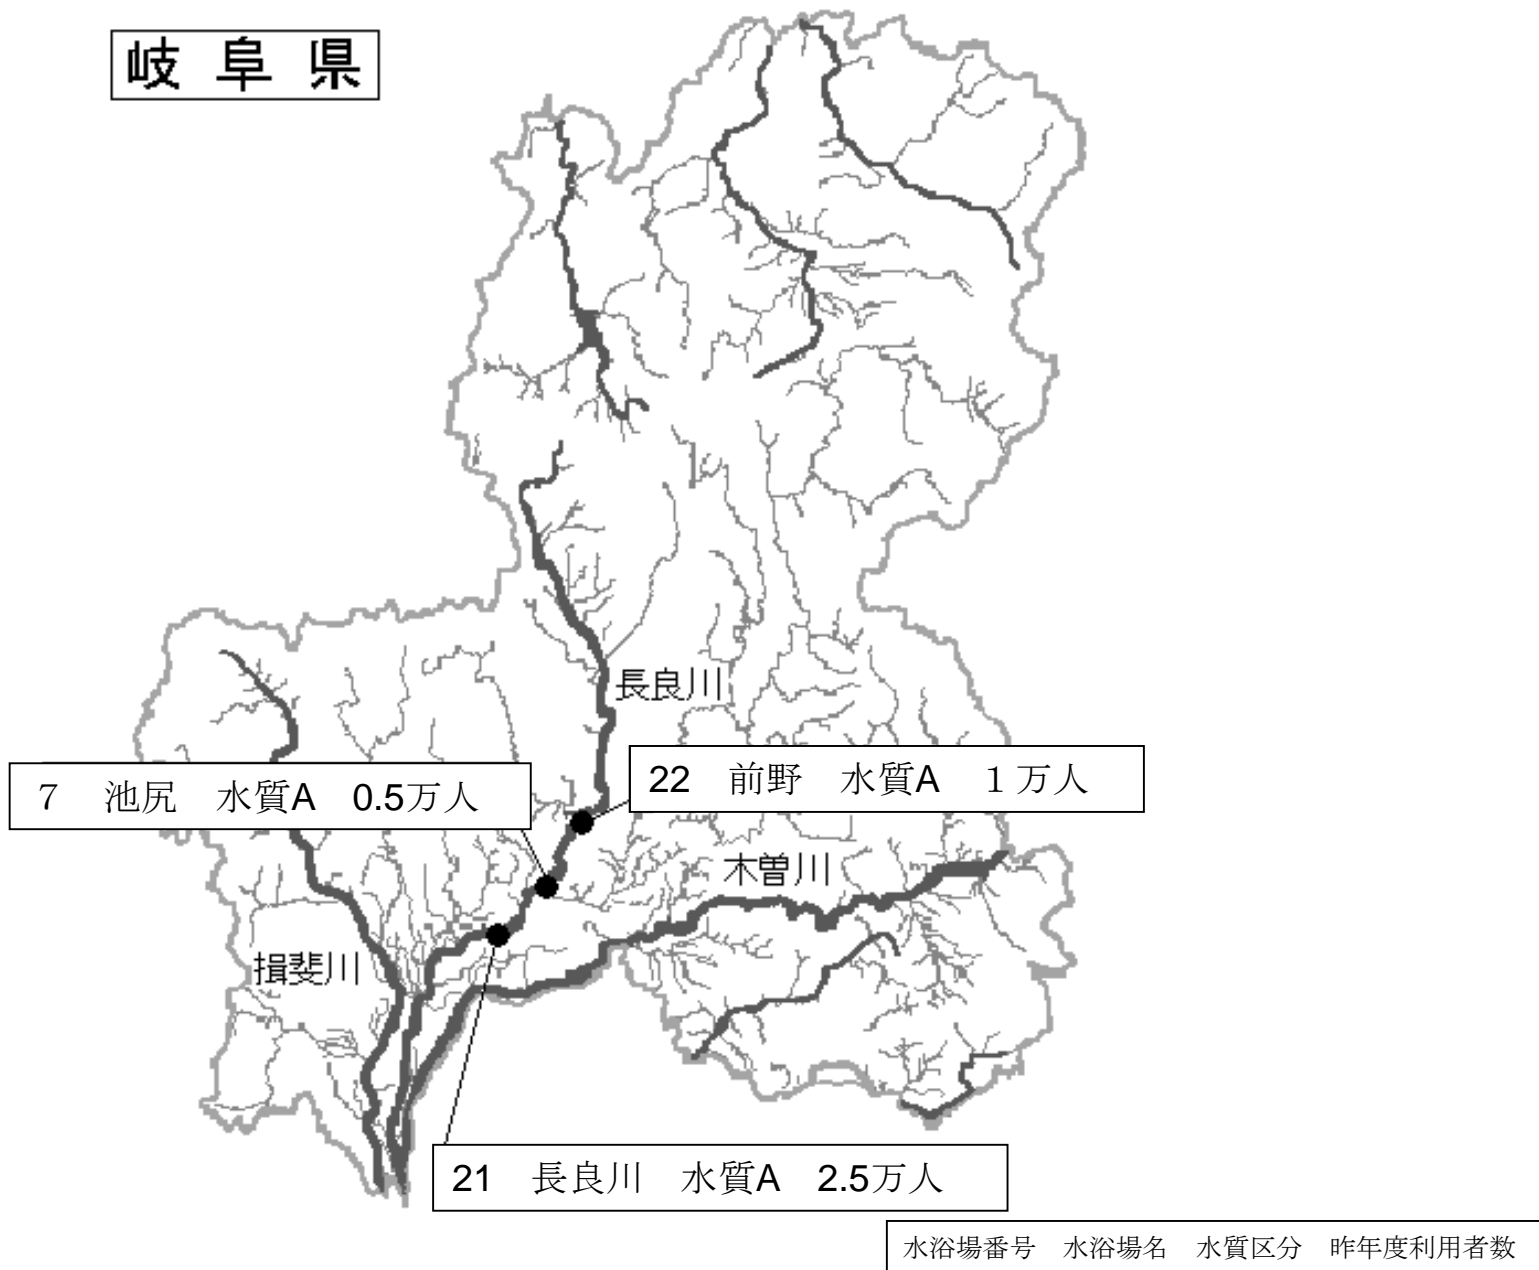 岐阜県
長良川
22　前野　水質A　１万人
７　池尻　水質A　0.5万人
木曽川
揖斐川
21　長良川　水質A　2.5万人
水浴場番号　水浴場名　水質区分　昨年度利用者数